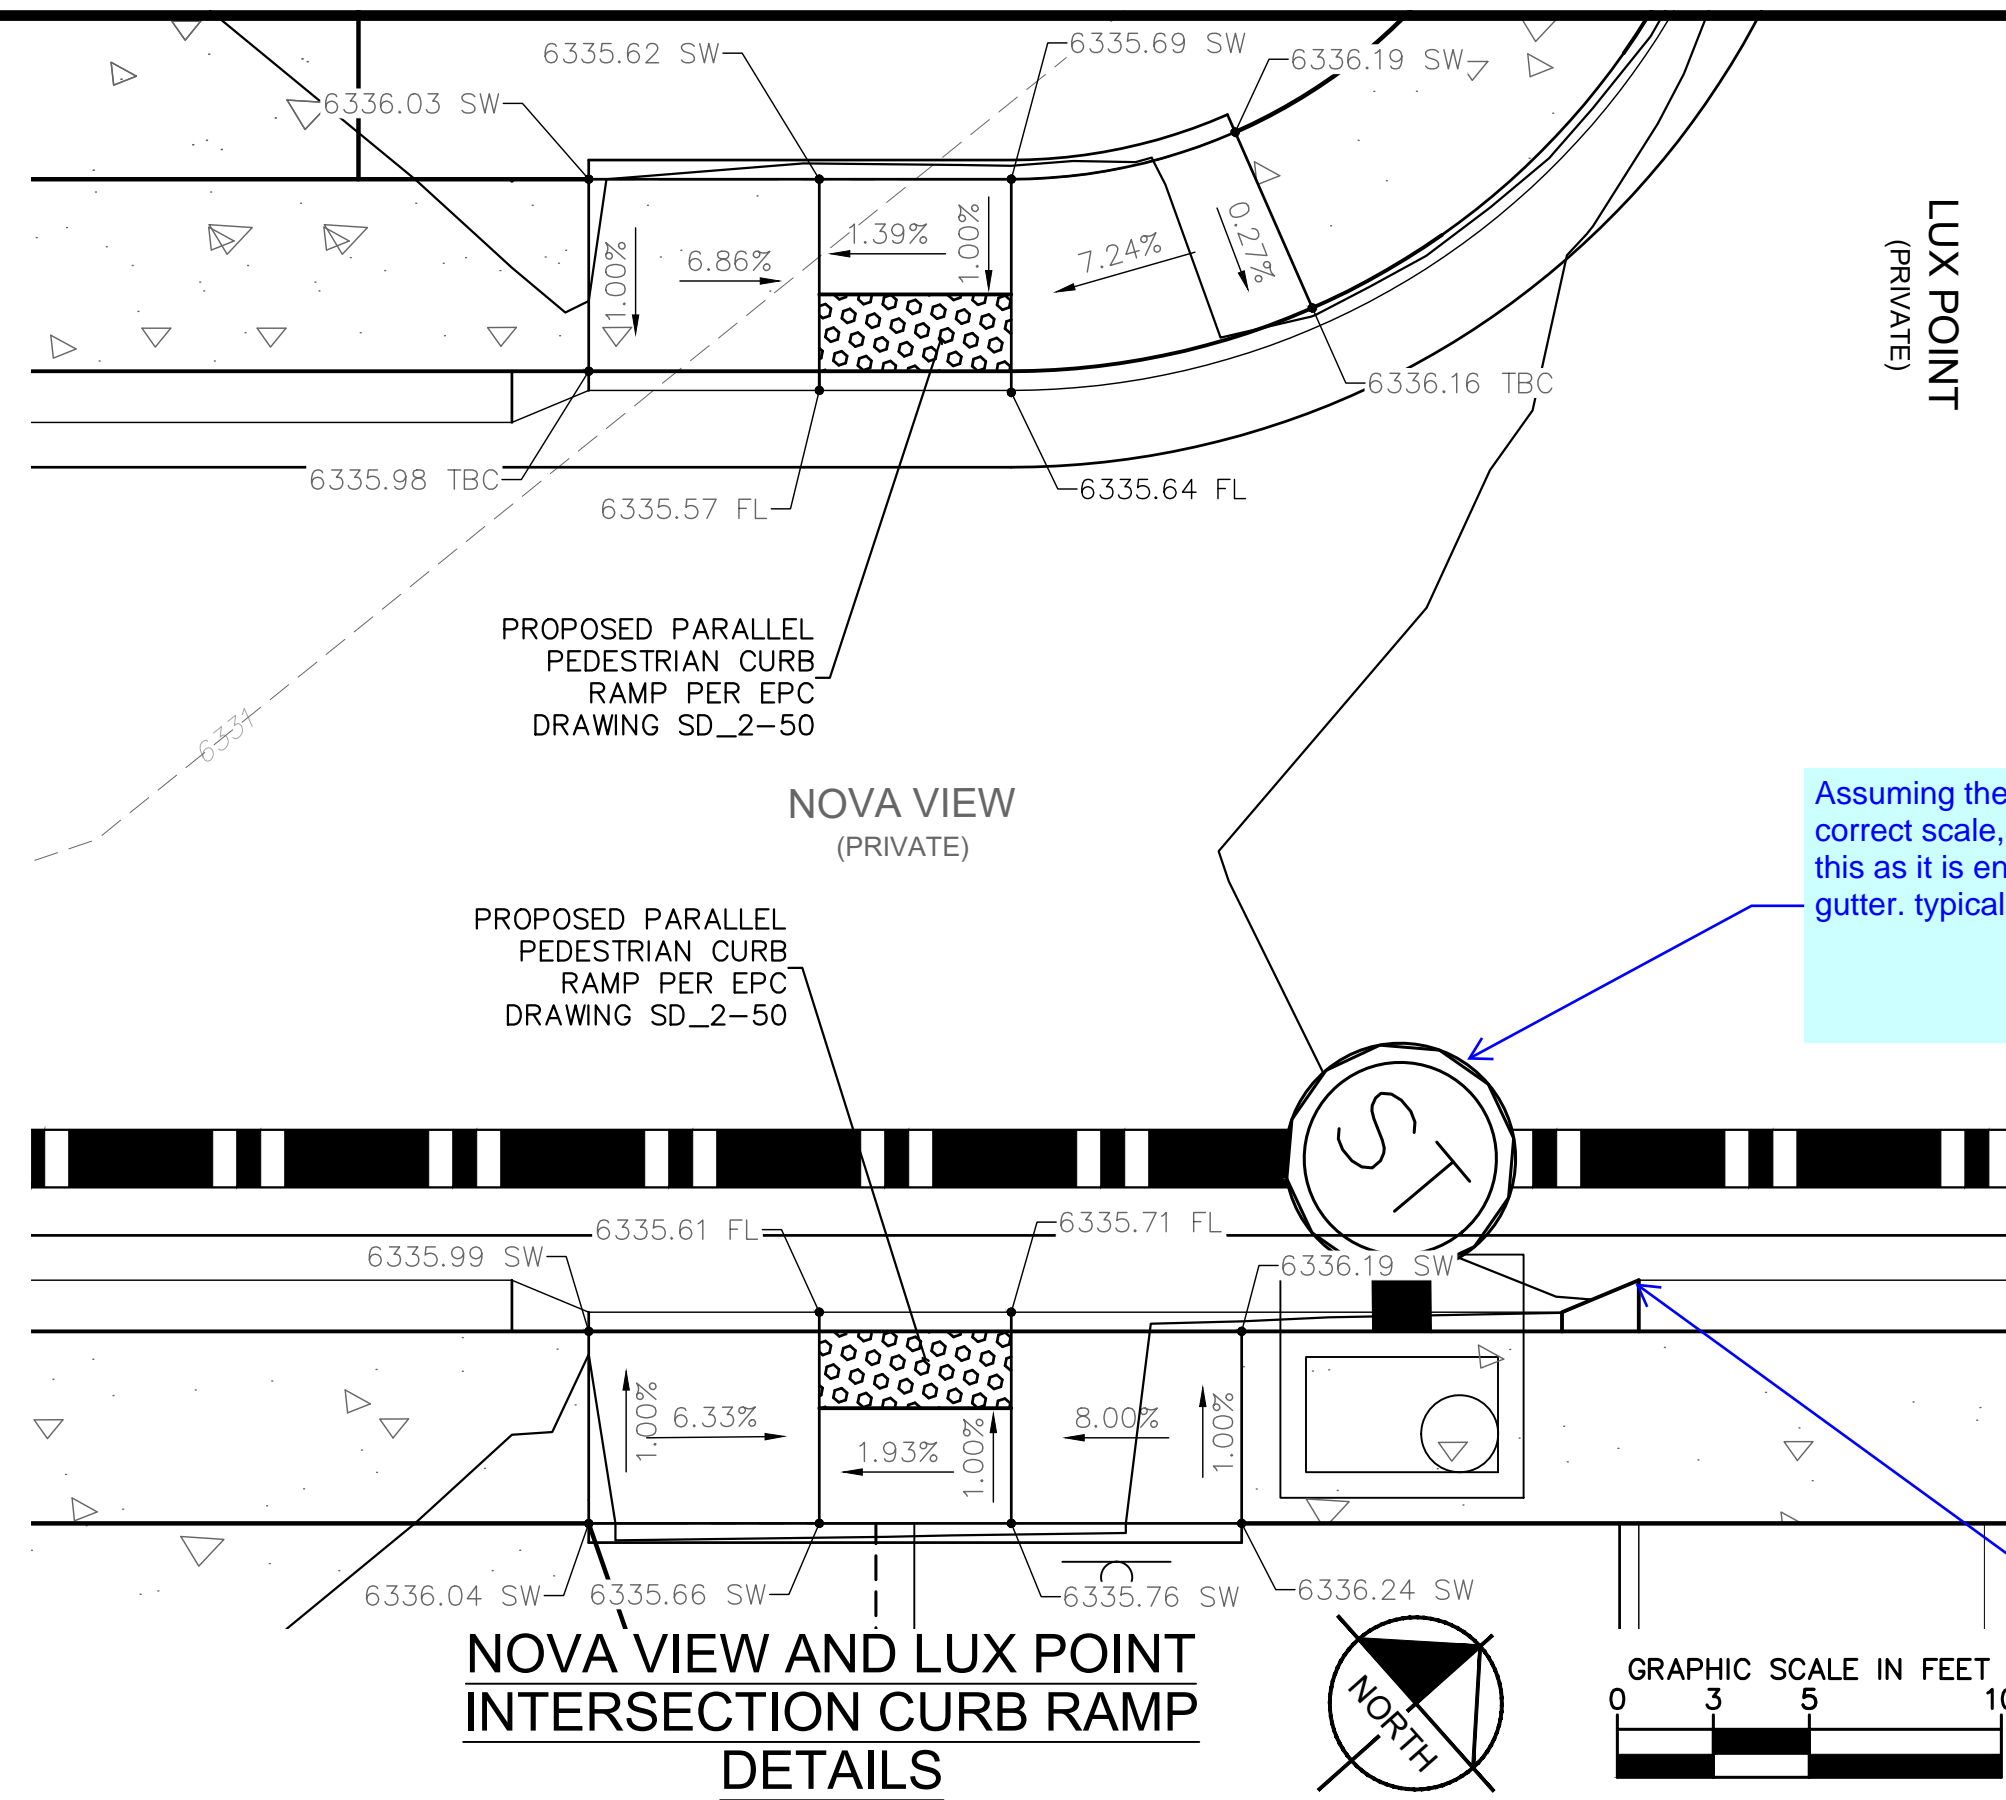 6335.62 SW
6335.69 SW
6336.19 SW
6336.03 SW
1.00%
6.86%
1.39%
1.00%
7.24%
0.27%
LUX POINT
(PRIVATE)
6336.16 TBC
6335.98 TBC
6335.57 FL
6335.64 FL
PROPOSED PARALLEL
PEDESTRIAN CURB
RAMP PER EPC
DRAWING SD_2-50
NOVA VIEW
(PRIVATE)
Assuming the
correct scale,
this as it is en
gutter. typical
PROPOSED PARALLEL
PEDESTRIAN CURB
RAMP PER EPC
DRAWING SD_2-50
ST
6335.61 FL
6335.71 FL
6335.99 SW
6336.19 SW
1.00%
6.33%
1.93%
1.00%
8.00%
1.00%
6336.04 SW
6335.66 SW
6335.76 SW
6336.24 SW
NOVA VIEW AND LUX POINT
INTERSECTION CURB RAMP
DETAILS
NORTH
GRAPHIC SCALE IN FEET
0 3 5 10